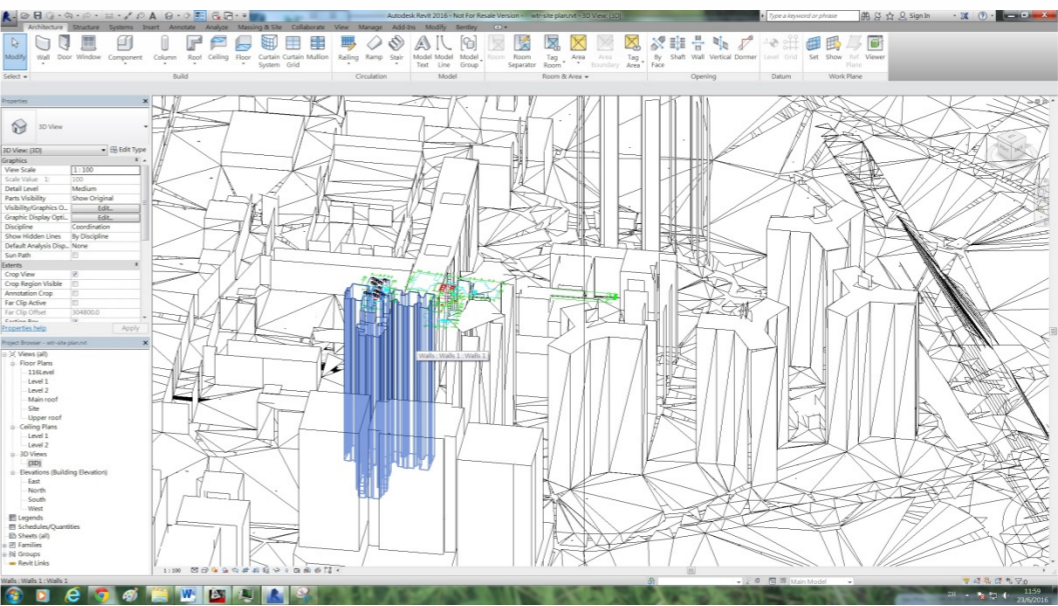 Autodesk Revit 2016 - Not For Resale Version - wtr-site plan.rvt - 3D View: {3D}
Type a keyword or phrase
Sign In
Architecture Structure Systems Insert Annotate Analyze Massing & Site Collaborate View Manage Add-Ins Modify Bentley
Modify Wall Door Window Component Column Roof Ceiling Floor Curtain System Curtain Grid Mullion Railing Ramp Stair Model Text Model Line Model Group Room Room Separator Tag Room Area Area Boundary Tag Area By Face Shaft Wall Vertical Dormer Level Grid Set Show Ref Plane Viewer
Select Build Circulation Model Room & Area Opening Datum Work Plane
Properties
3D View
3D View: {3D} Edit Type
Graphics
View Scale 1 : 100
Scale Value 1: 100
Detail Level Medium
Parts Visibility Show Original
Visibility/Graphics O... Edit...
Graphic Display Opti... Edit...
Discipline Coordination
Show Hidden Lines By Discipline
Default Analysis Disp... None
Sun Path
Extents
Crop View
Crop Region Visible
Annotation Crop
Far Clip Active
Far Clip Offset 304800.0
Properties help Apply
Project Browser - wtr-site plan.rvt
Views (all)
Floor Plans
116Level
Level 1
Level 2
Main roof
Site
Upper roof
Ceiling Plans
Level 1
Level 2
3D Views
{3D}
Elevations (Building Elevation)
East
North
South
West
Legends
Schedules/Quantities
Sheets (all)
Families
Groups
Revit Links
Walls : Walls 1 : Walls 1
1 : 100
Walls : Walls 1 : Walls 1
Main Model
11:59
23/6/2016